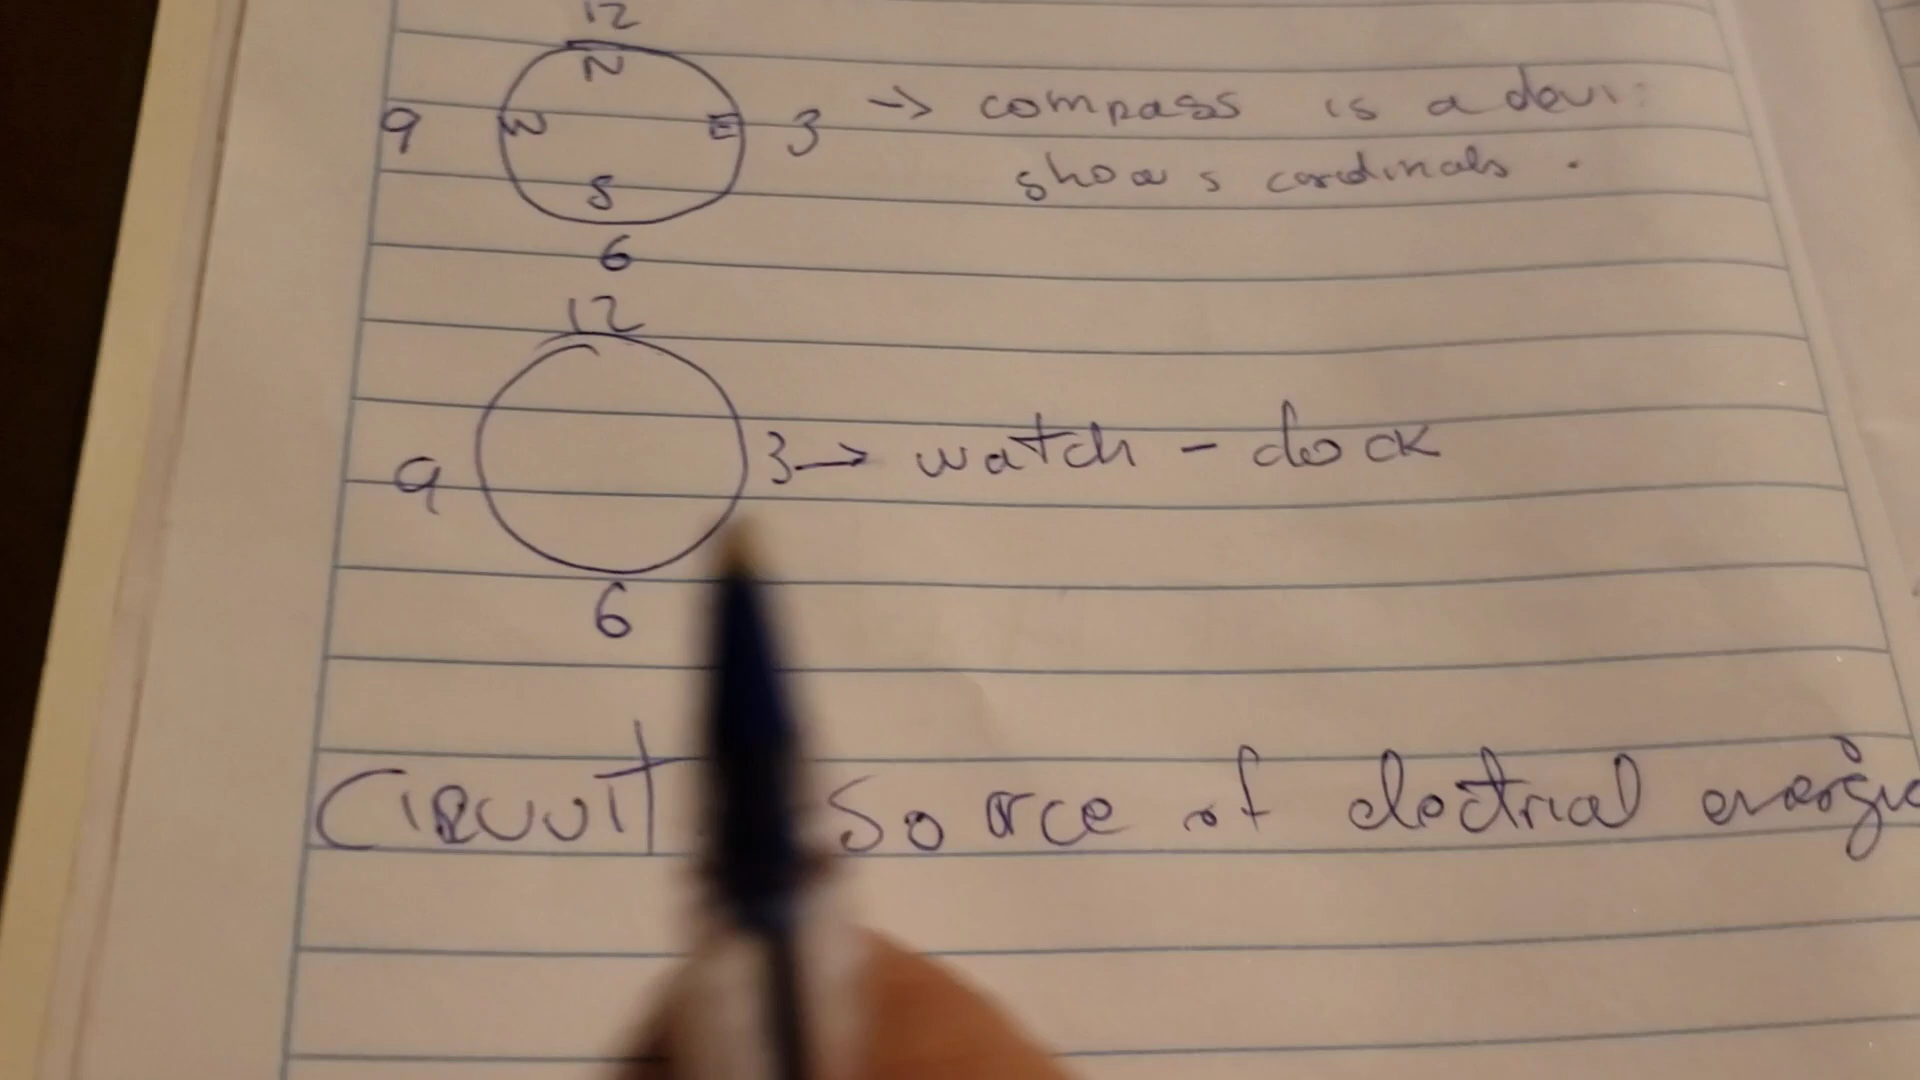 12
N
9 W E 3 → compass is a devi
S shows cardinals .
6
12
9 3 → watch - clock
6
CIRCUIT Source of electrical